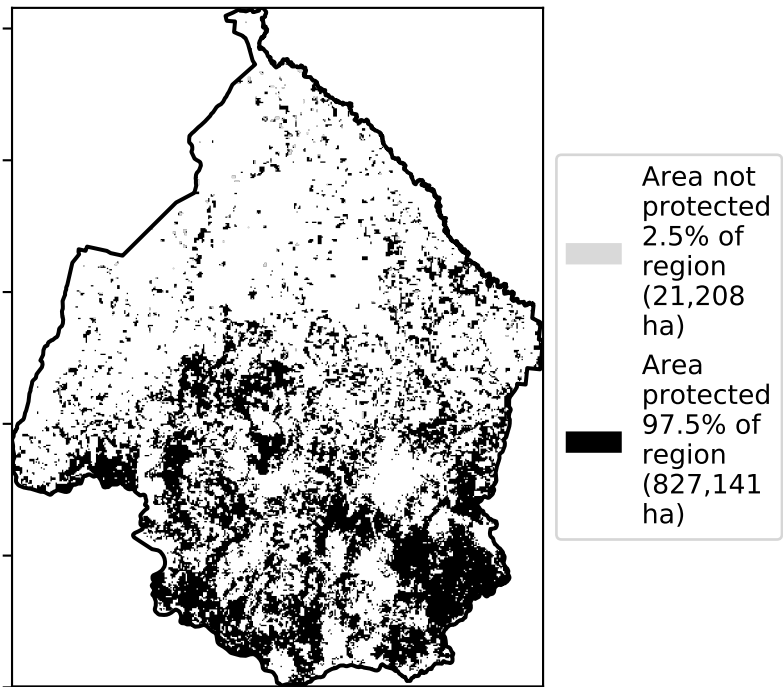 Area not
protected
2.5% of
region
(21,208
ha)
Area
protected
97.5% of
region
(827,141
ha)